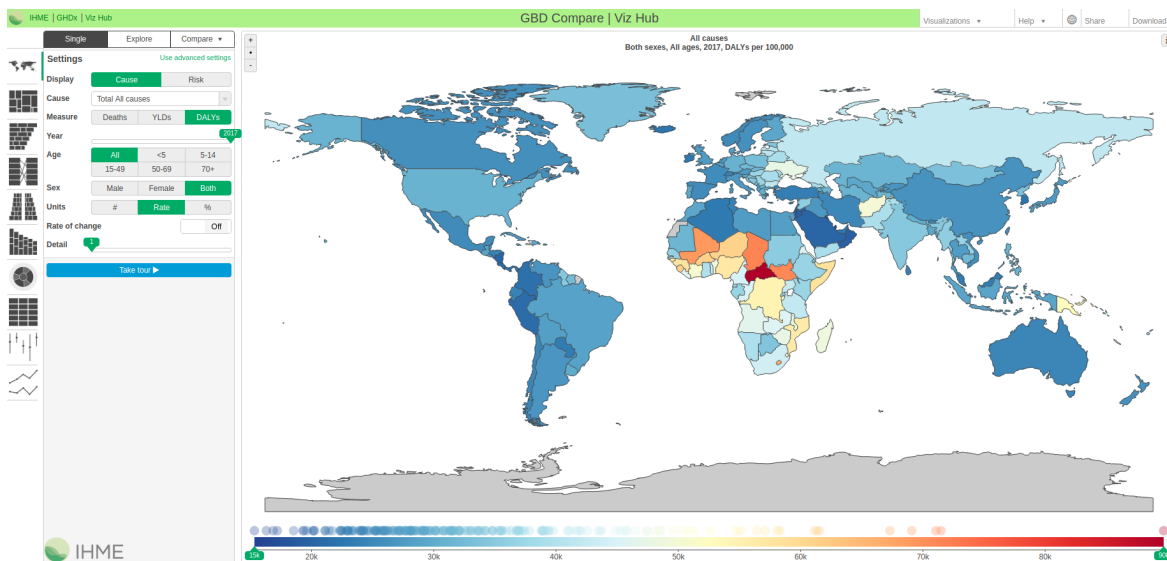 IHME | GHDx | Viz Hub
GBD Compare | Viz Hub
Visualizations
Help
Share
Download
Single
Explore
Compare
Settings
Use advanced settings
Display
Cause
Risk
Cause
Total All causes
Measure
Deaths
YLDs
DALYs
Year
2017
Age
All
<5
5-14
15-49
50-69
70+
Sex
Male
Female
Both
Units
#
Rate
%
Rate of change
Off
Detail
1
Take tour
IHME
+
-
All causes
Both sexes, All ages, 2017, DALYs per 100,000
15k
20k
30k
40k
50k
60k
70k
80k